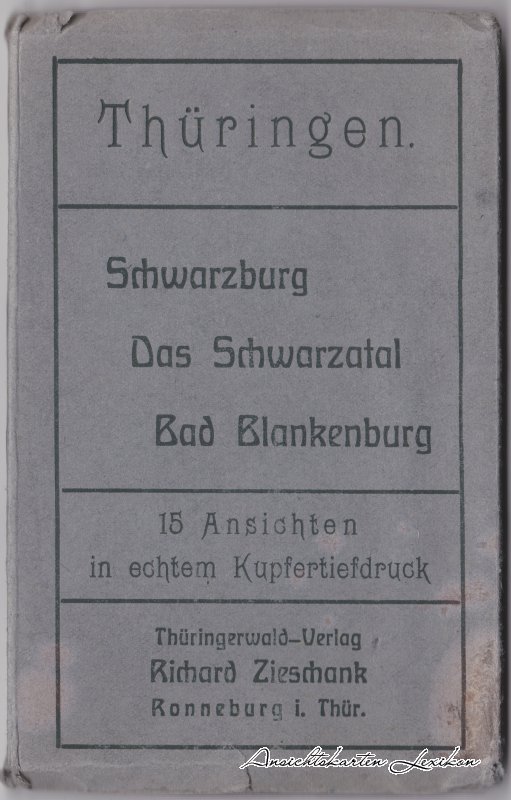 Thüringen.
Schwarzburg
Das Schwarzatal
Bad Blankenburg
15 Ansichten
in echtem Kupfertiefdruck
Thüringerwald-Verlag
Richard Zieschank
Ronneburg i. Thür.
Ansichtskarten Lexikon